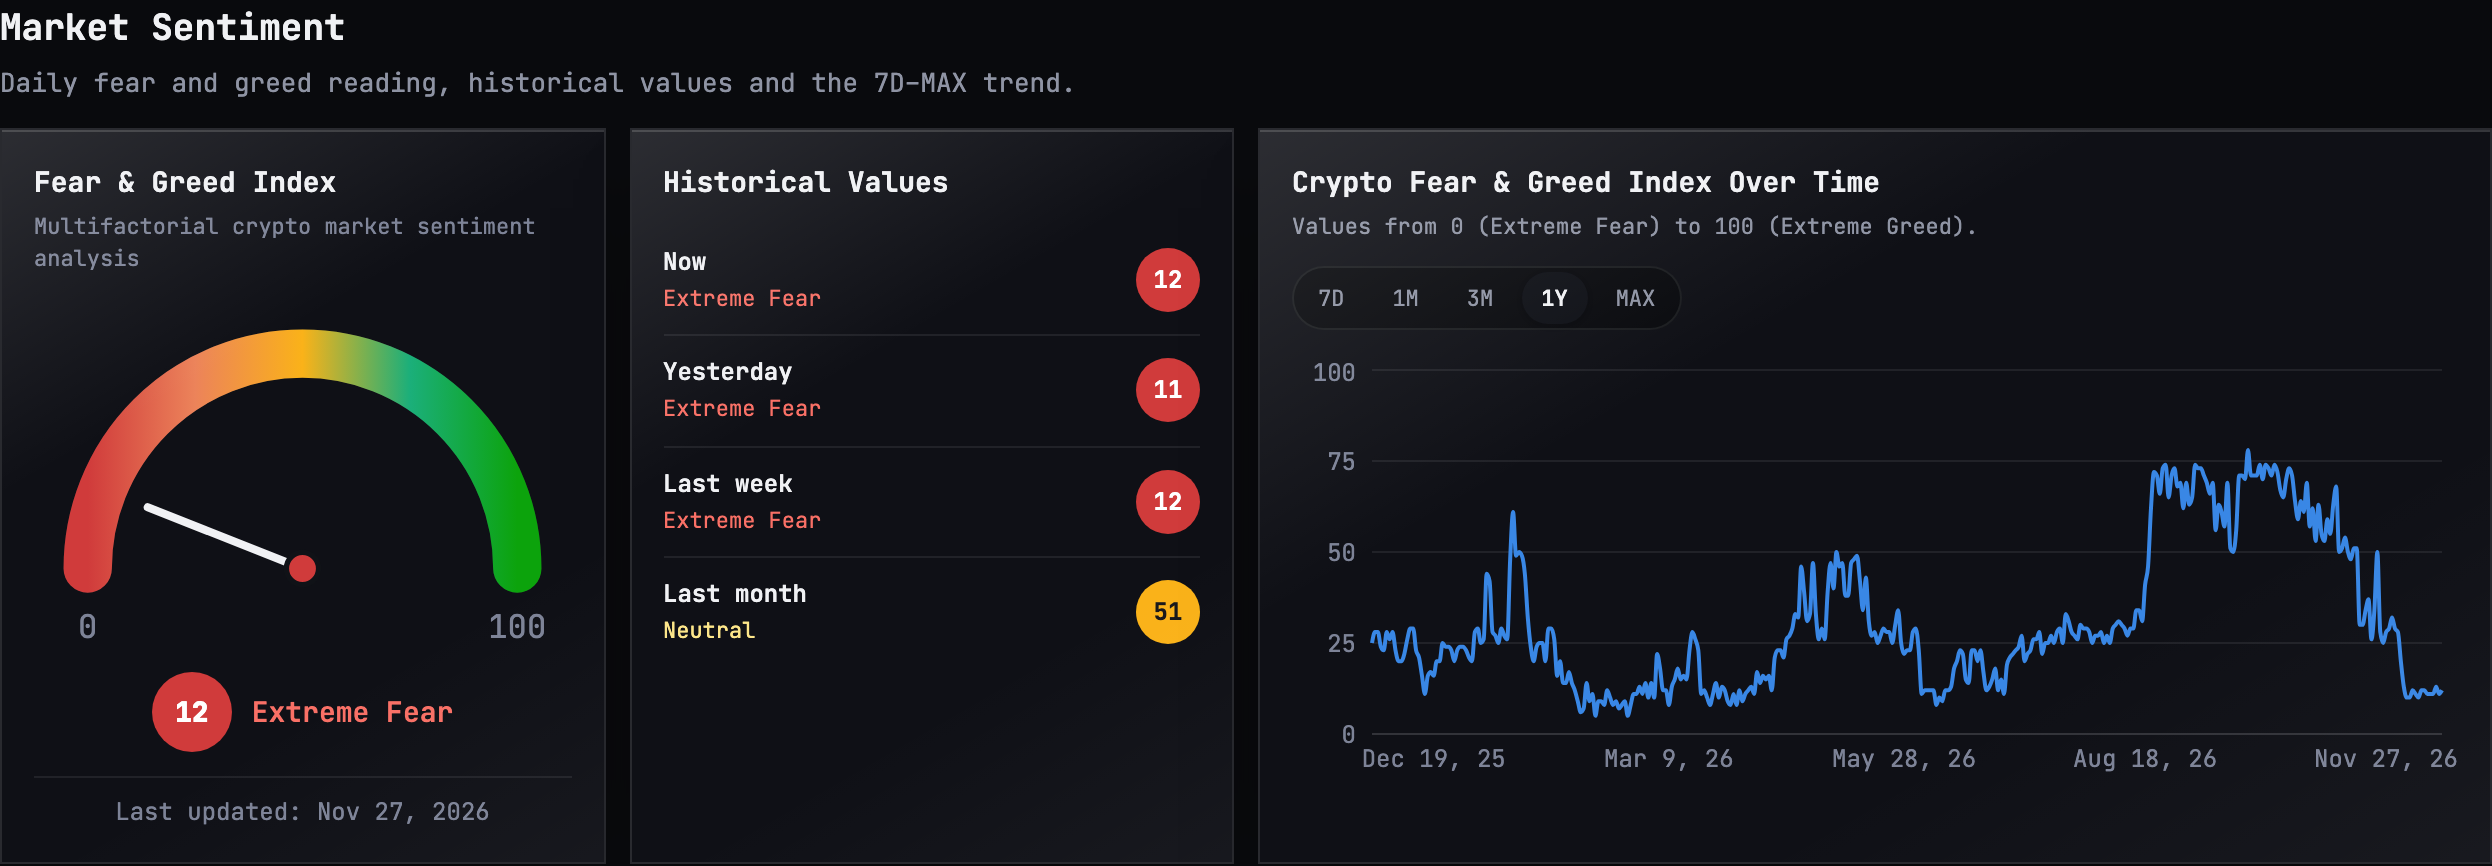 Market Sentiment
Daily fear and greed reading, historical values and the 7D-MAX trend.
Fear & Greed Index
Multifactorial crypto market sentiment
analysis
0
100
12
Extreme Fear
Last updated: Nov 27, 2026
Historical Values
Now
Extreme Fear
12
Yesterday
Extreme Fear
11
Last week
Extreme Fear
12
Last month
Neutral
51
Crypto Fear & Greed Index Over Time
Values from 0 (Extreme Fear) to 100 (Extreme Greed).
7D 1M 3M 1Y MAX
100
75
50
25
0
Dec 19, 25 Mar 9, 26 May 28, 26 Aug 18, 26 Nov 27, 26